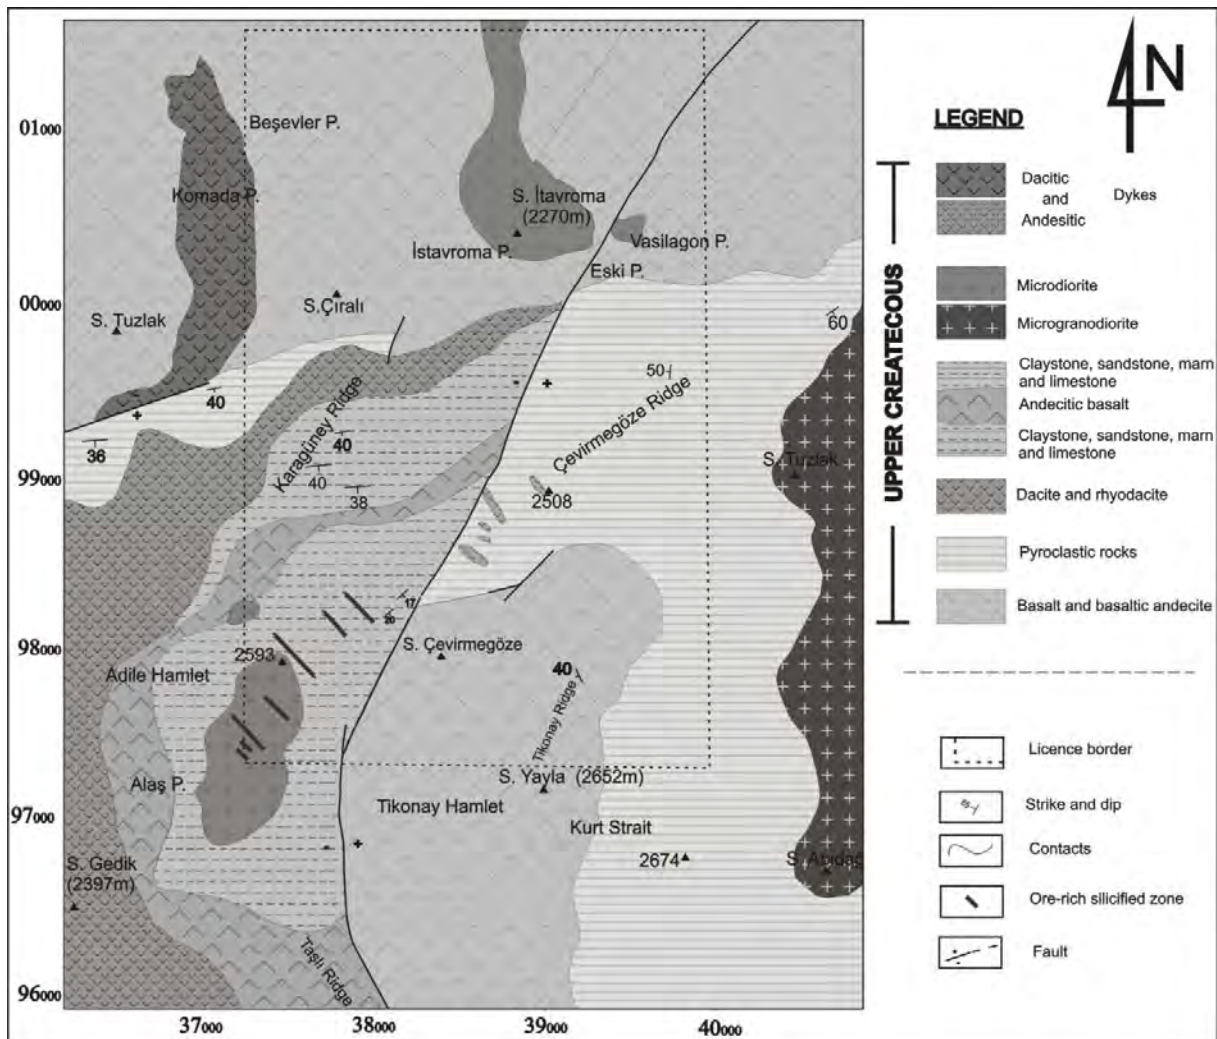 N
01000
00000
99000
98000
97000
96000
37000
38000
39000
40000
Beşevler P.
Komada P.
S. İtavroma
(2270m)
İstavroma P.
Vasilagon P.
Eski P.
S.Çıralı
S. Tuzlak
60
50
40
36
Karagüney Ridge
40
40
38
Çevirmegöze Ridge
S. Tuzlak
2508
17
20
S. Çevirmegöze
2593
Adile Hamlet
40
Tikonay Ridge
S. Yayla (2652m)
Alaş P.
Tikonay Hamlet
Kurt Strait
2674
S. Gedik
(2397m)
Taşlı Ridge
LEGEND
UPPER CREATECOUS
Dacitic
and
Andesitic
Dykes
Microdiorite
Microgranodiorite
Claystone, sandstone, marn
and limestone
Andecitic basalt
Claystone, sandstone, marn
and limestone
Dacite and rhyodacite
Pyroclastic rocks
Basalt and basaltic andecite
Licence border
Strike and dip
Contacts
Ore-rich silicified zone
Fault